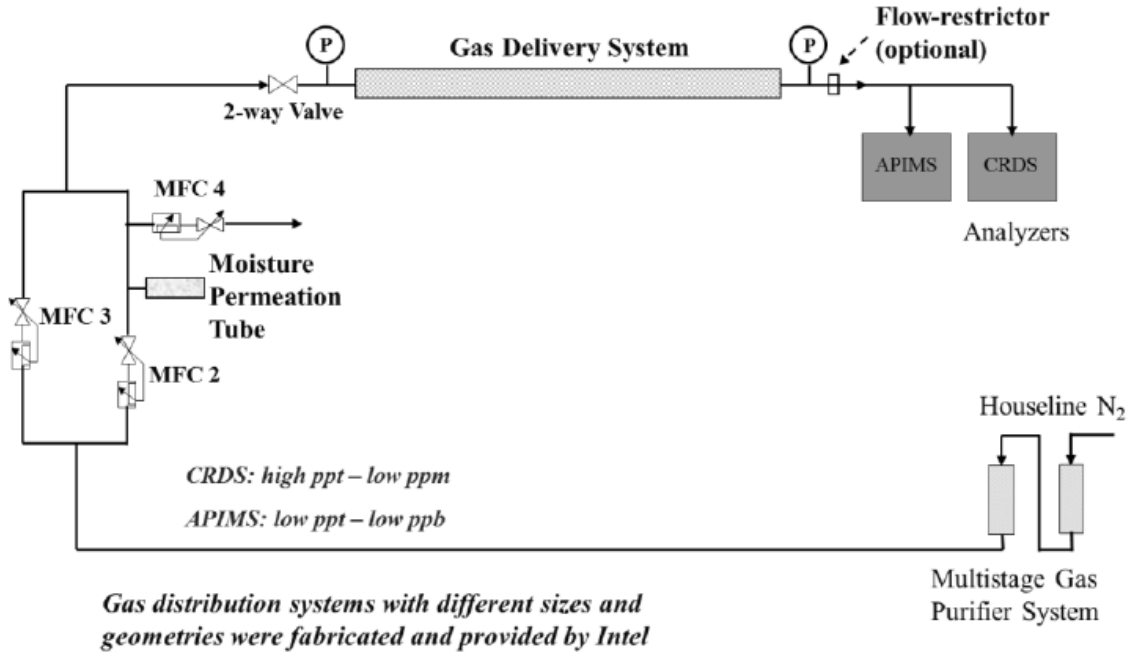 Flow-restrictor
(optional)
P
Gas Delivery System
P
2-way Valve
APIMS
CRDS
Analyzers
MFC 4
Moisture
Permeation
Tube
MFC 3
MFC 2
Houseline N₂
CRDS: high ppt – low ppm
APIMS: low ppt – low ppb
Multistage Gas
Purifier System
Gas distribution systems with different sizes and
geometries were fabricated and provided by Intel